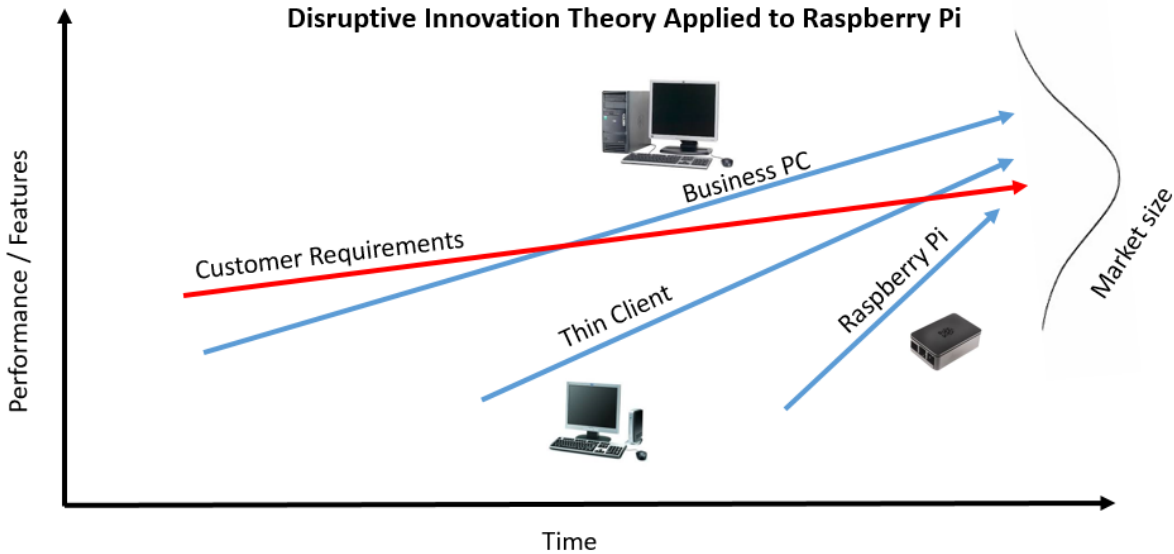 Disruptive Innovation Theory Applied to Raspberry Pi
Performance / Features
Customer Requirements
Business PC
Thin Client
Raspberry Pi
Market size
Time